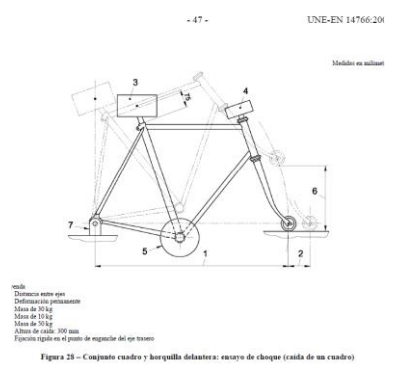 - 47 -
UNE-EN 14766:200
Medidas en milímet
3
4
75
6
7
5
1
2
yenda
Distancia entre ejes
Deformación permanente
Masa de 30 kg
Masa de 10 kg
Masa de 50 kg
Altura de caída: 300 mm
Fijación rígida en el punto de enganche del eje trasero
Figura 28 – Conjunto cuadro y horquilla delantera: ensayo de choque (caída de un cuadro)